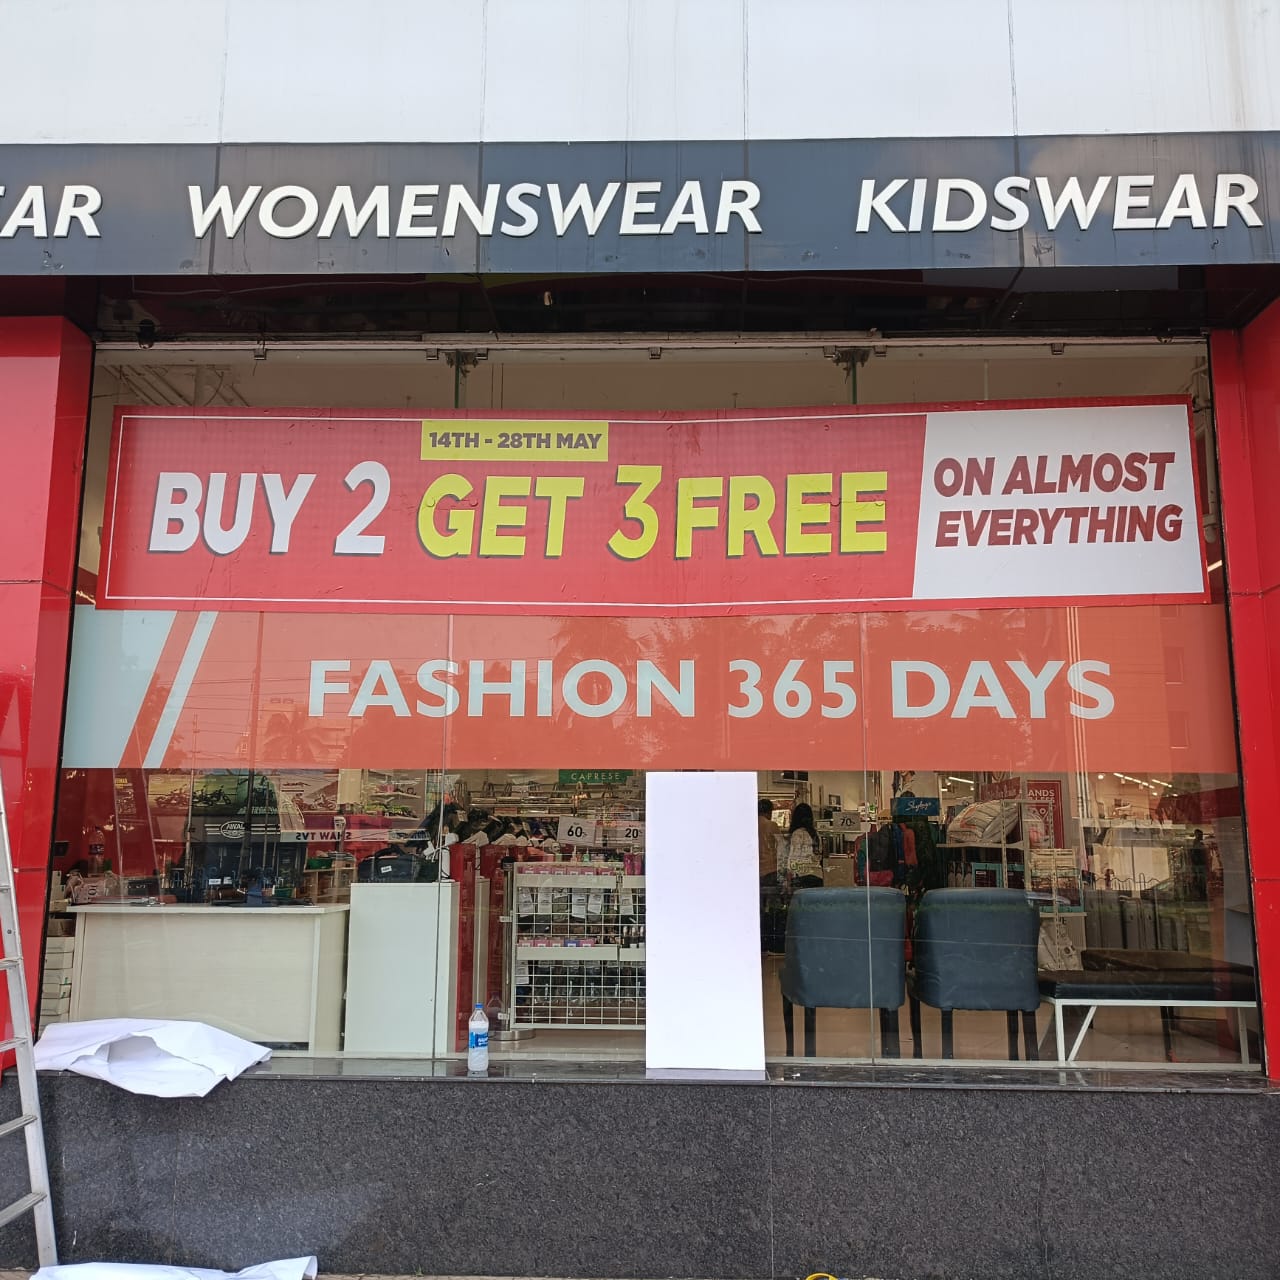 EAR WOMENSWEAR KIDSWEAR
14TH - 28TH MAY
BUY 2 GET 3 FREE
ON ALMOST
EVERYTHING
FASHION 365 DAYS
CAPRESE
Skybags
60%
20%
70%